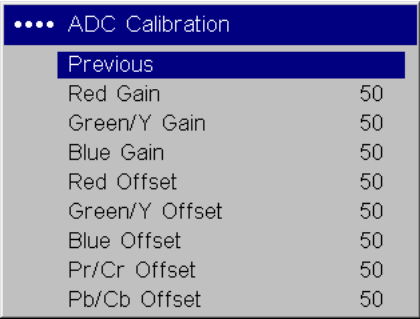 •••• ADC Calibration
Previous
Red Gain 50
Green/Y Gain 50
Blue Gain 50
Red Offset 50
Green/Y Offset 50
Blue Offset 50
Pr/Cr Offset 50
Pb/Cb Offset 50